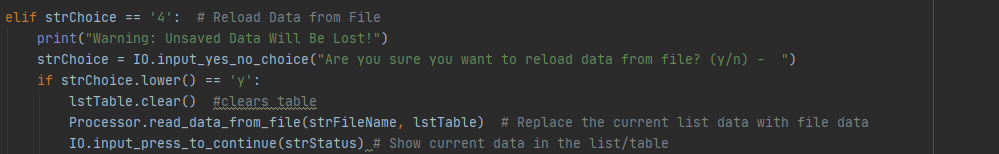 elif strChoice == '4':  # Reload Data from File
    print("Warning: Unsaved Data Will Be Lost!")
    strChoice = IO.input_yes_no_choice("Are you sure you want to reload data from file? (y/n) -  ")
    if strChoice.lower() == 'y':
        lstTable.clear()  #clears table
        Processor.read_data_from_file(strFileName, lstTable)  # Replace the current list data with file data
        IO.input_press_to_continue(strStatus) # Show current data in the list/table